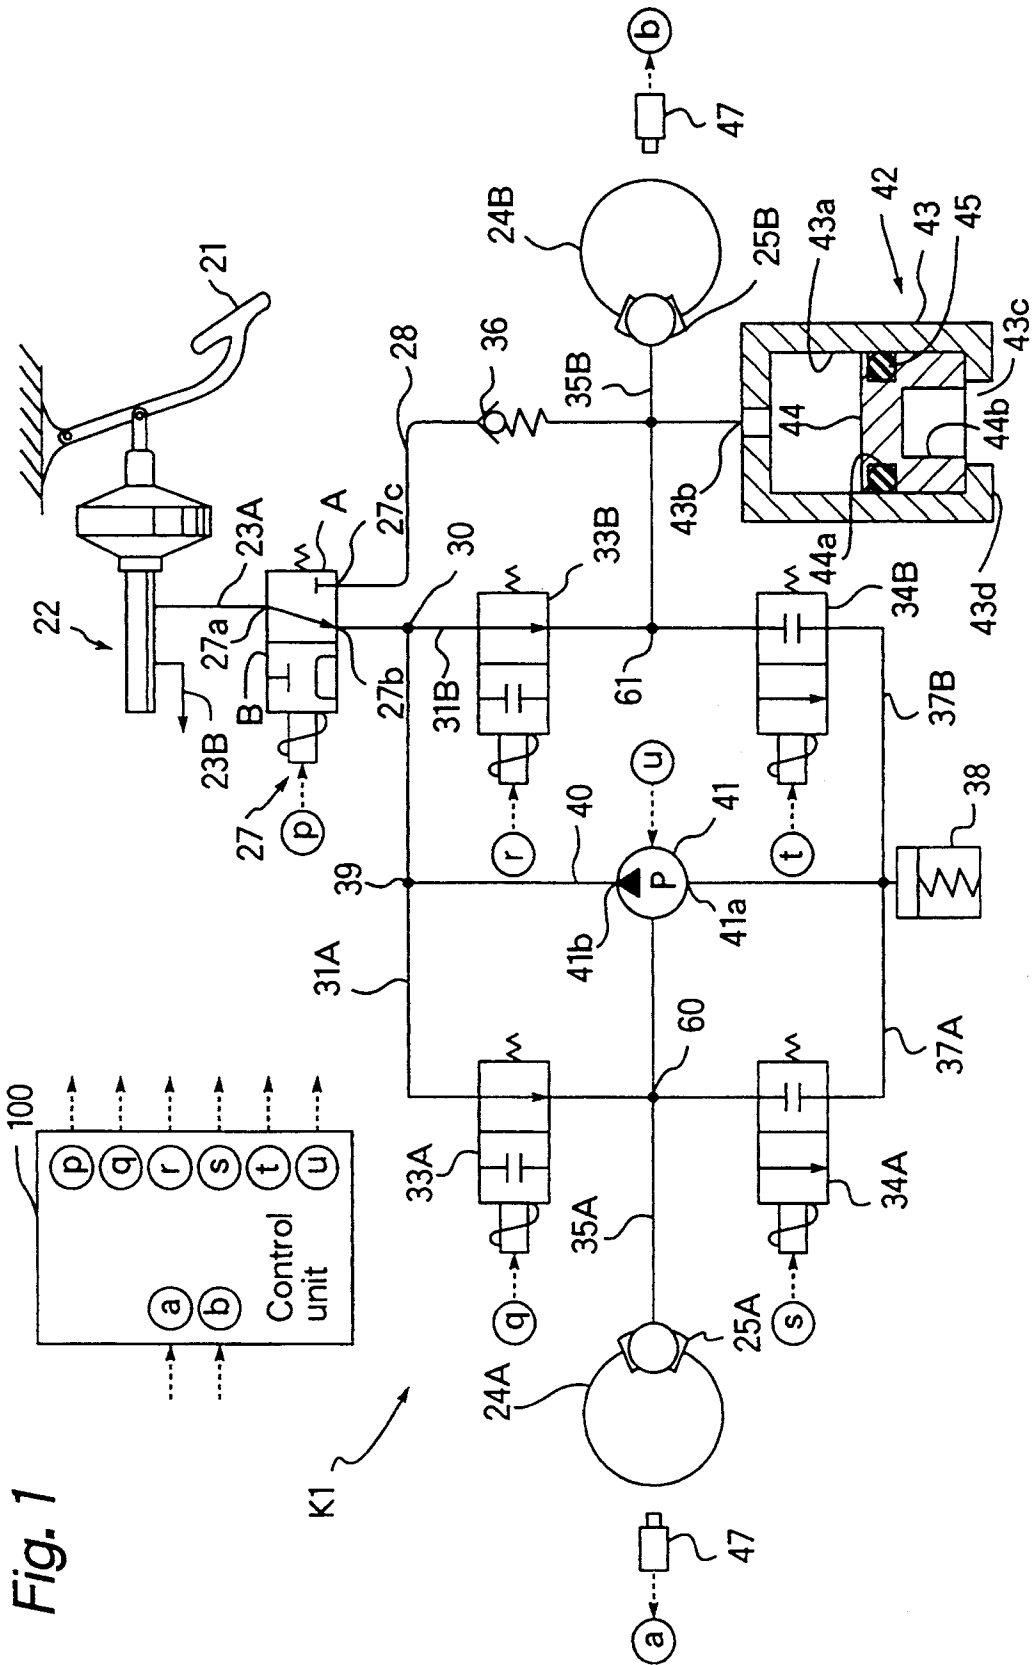 Fig. 1
100
a
b
Control
unit
p
q
r
s
t
u
K1
22
21
23A
23B
27a
A
B
27
p
27c
27b
28
30
36
39
31A
31B
33A
33B
q
r
40
u
41
P
41b
41a
61
60
35A
35B
24A
25A
24B
25B
47
a
47
b
s
t
34A
34B
37A
37B
38
43b
42
43
43a
45
44
44a
44b
43c
43d